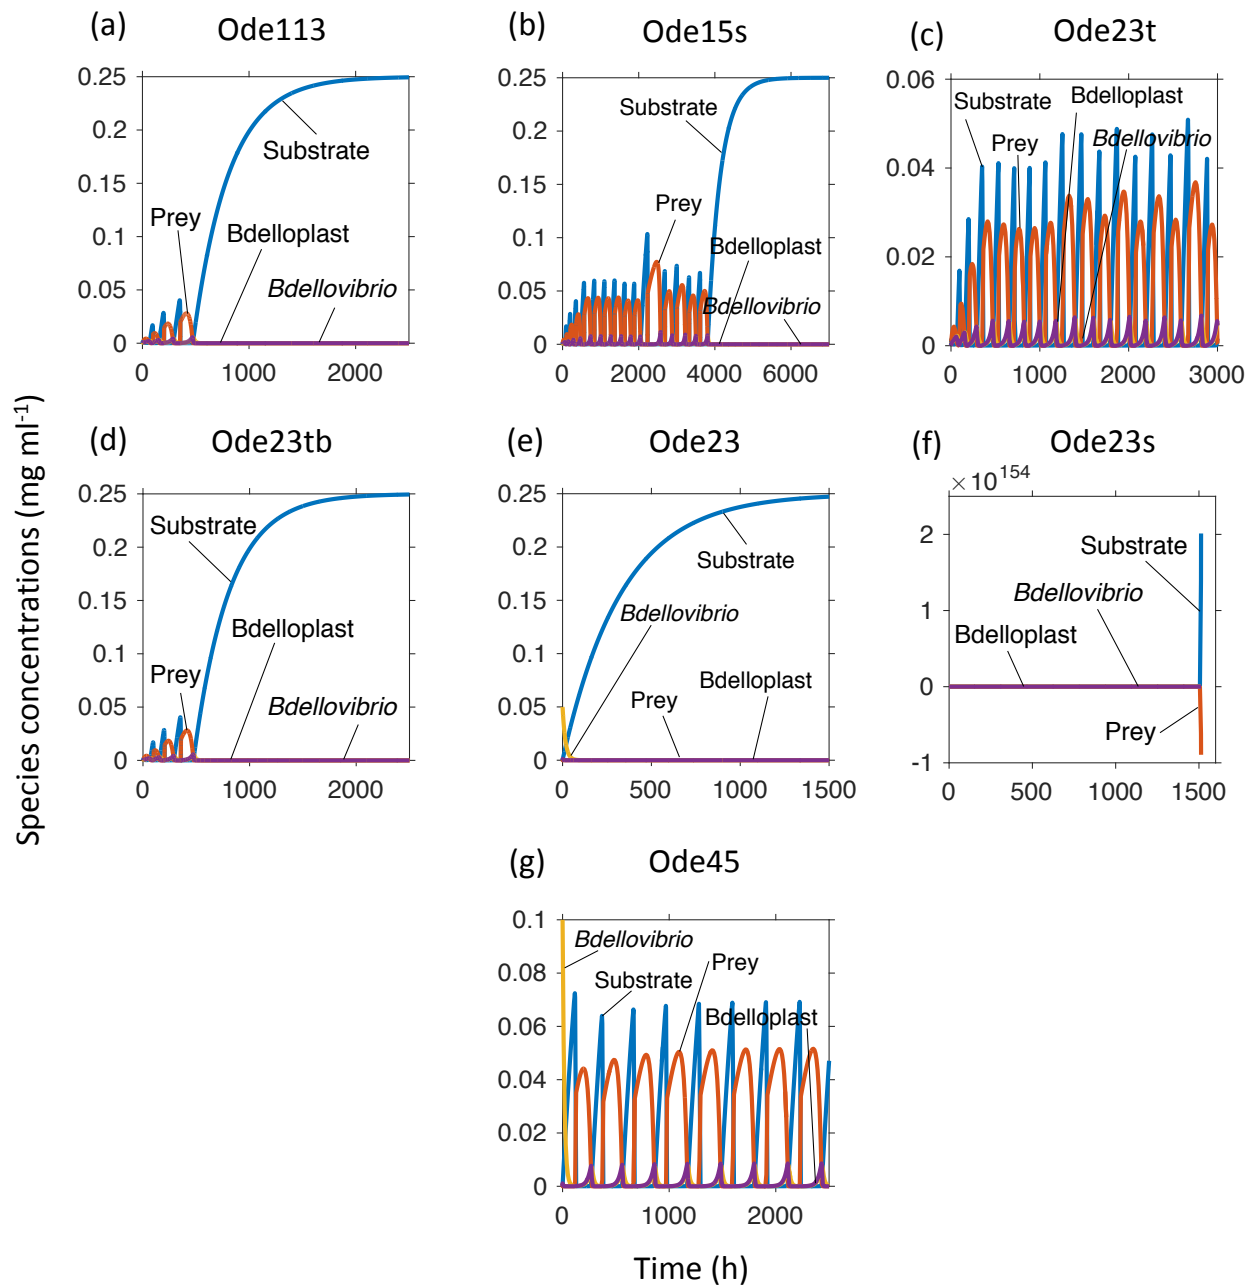 (a) Ode113
0.25
0.2
0.15
0.1
0.05
0
Substrate
Prey
Bdelloplast
Bdellovibrio
0 1000 2000
(b) Ode15s
0.25
0.2
0.15
0.1
0.05
0
Substrate
Prey
Bdelloplast
Bdellovibrio
0 2000 4000 6000
(c) Ode23t
0.06
0.04
0.02
0
Substrate
Bdelloplast
Prey
Bdellovibrio
0 1000 2000 3000
Species concentrations (mg ml-1)
(d) Ode23tb
0.25
0.2
0.15
0.1
0.05
0
Substrate
Bdelloplast
Prey
Bdellovibrio
0 1000 2000
(e) Ode23
0.25
0.2
0.15
0.1
0.05
0
Substrate
Bdellovibrio
Prey
Bdelloplast
0 500 1000 1500
(f) Ode23s
×10154
2
1
0
-1
Substrate
Bdellovibrio
Bdelloplast
Prey
0 500 1000 1500
(g) Ode45
0.1
0.08
0.06
0.04
0.02
0
Bdellovibrio
Prey
Substrate
Bdelloplast
0 1000 2000
Time (h)